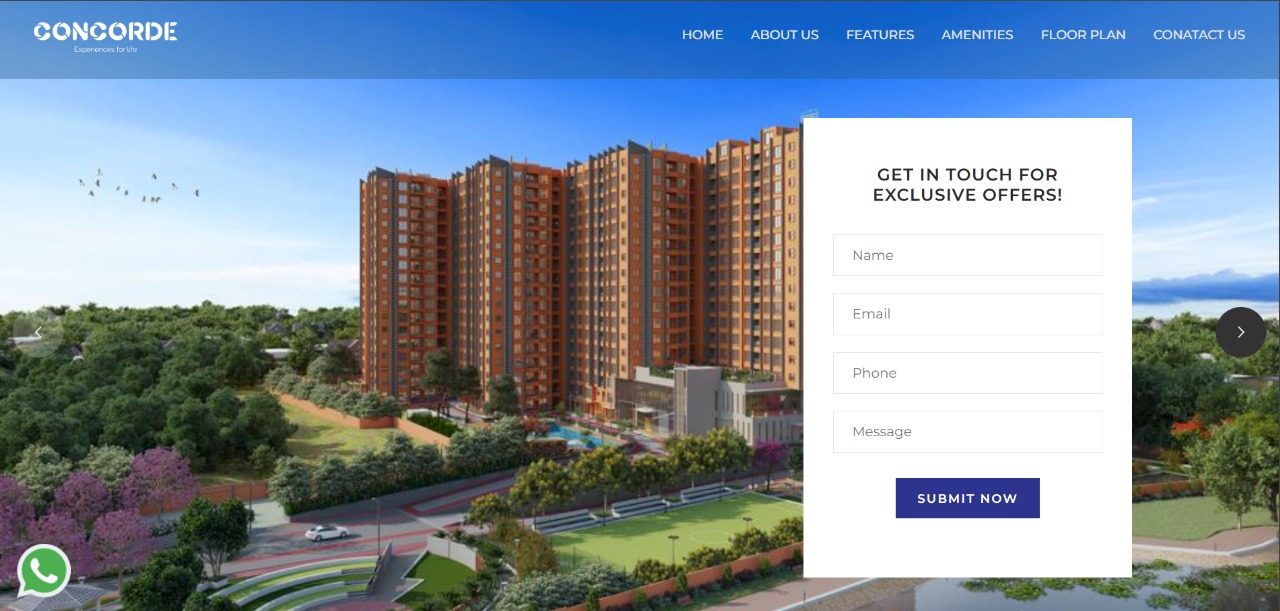 CONCORDE
Experiences for life
HOME ABOUT US FEATURES AMENITIES FLOOR PLAN CONATACT US
GET IN TOUCH FOR
EXCLUSIVE OFFERS!
Name
Email
Phone
Message
SUBMIT NOW